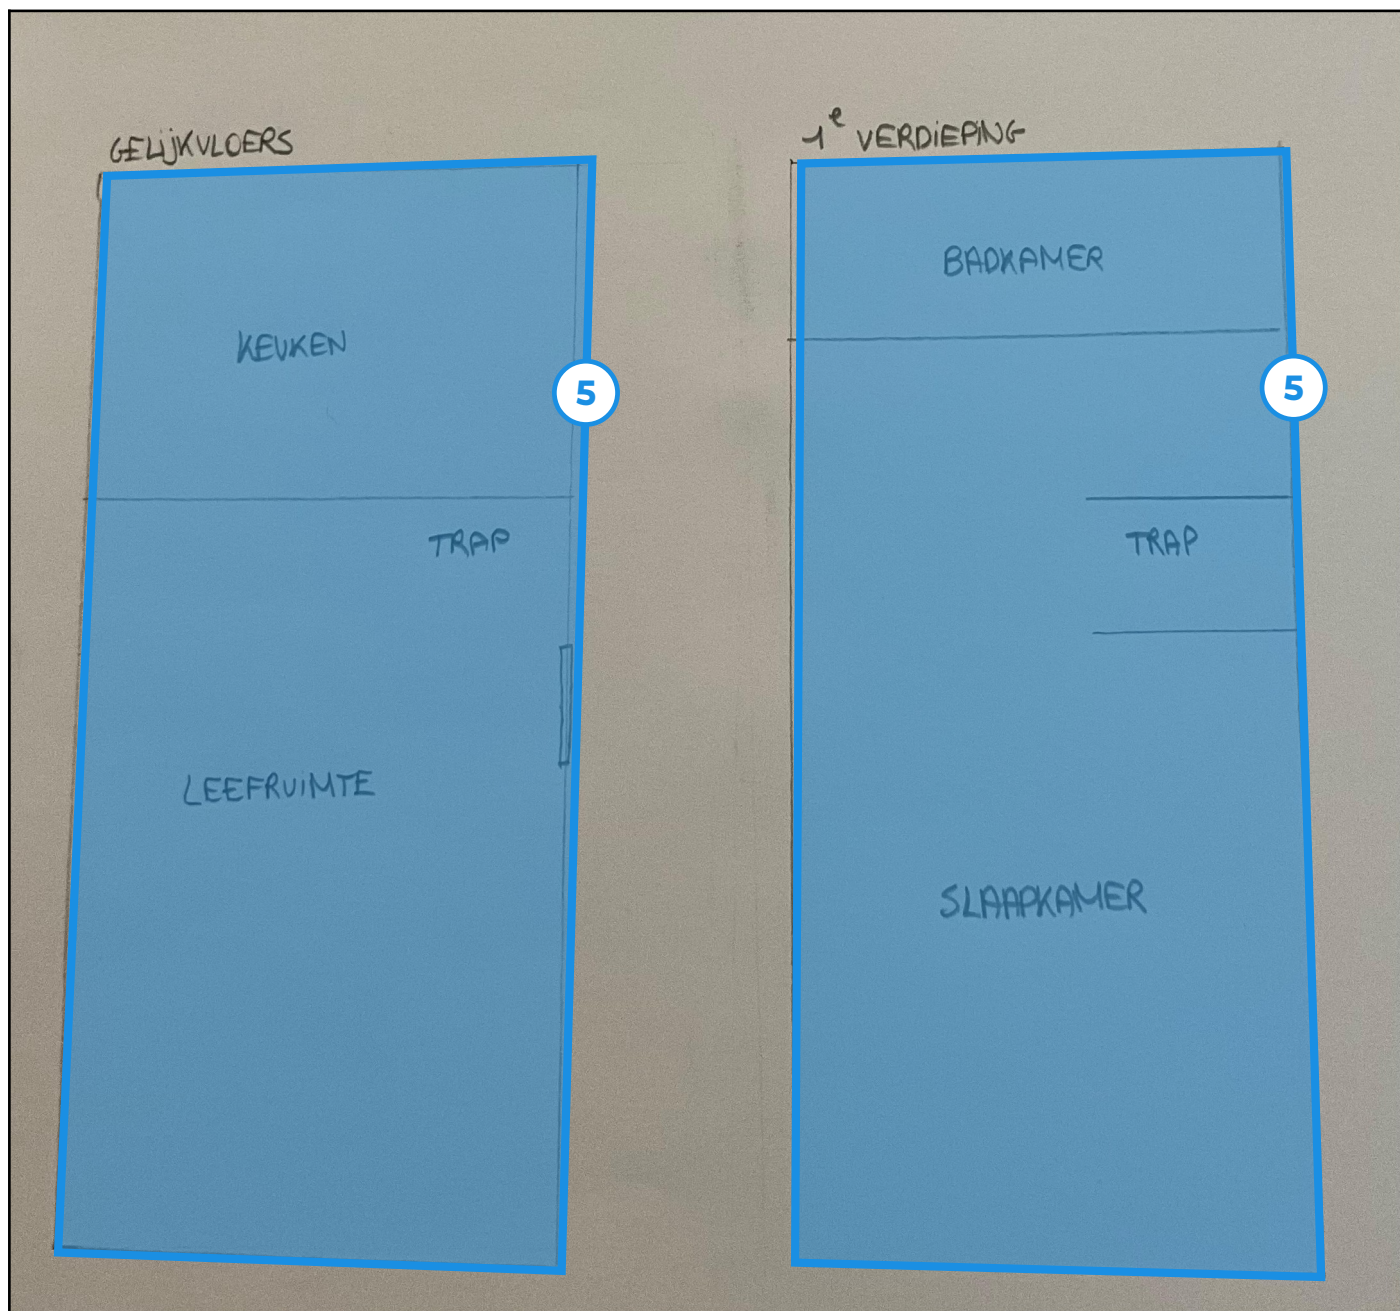 GELIJKVLOERS
KEUKEN
5
TRAP
LEEFRUIMTE
1e VERDIEPING
BADKAMER
5
TRAP
SLAAPKAMER